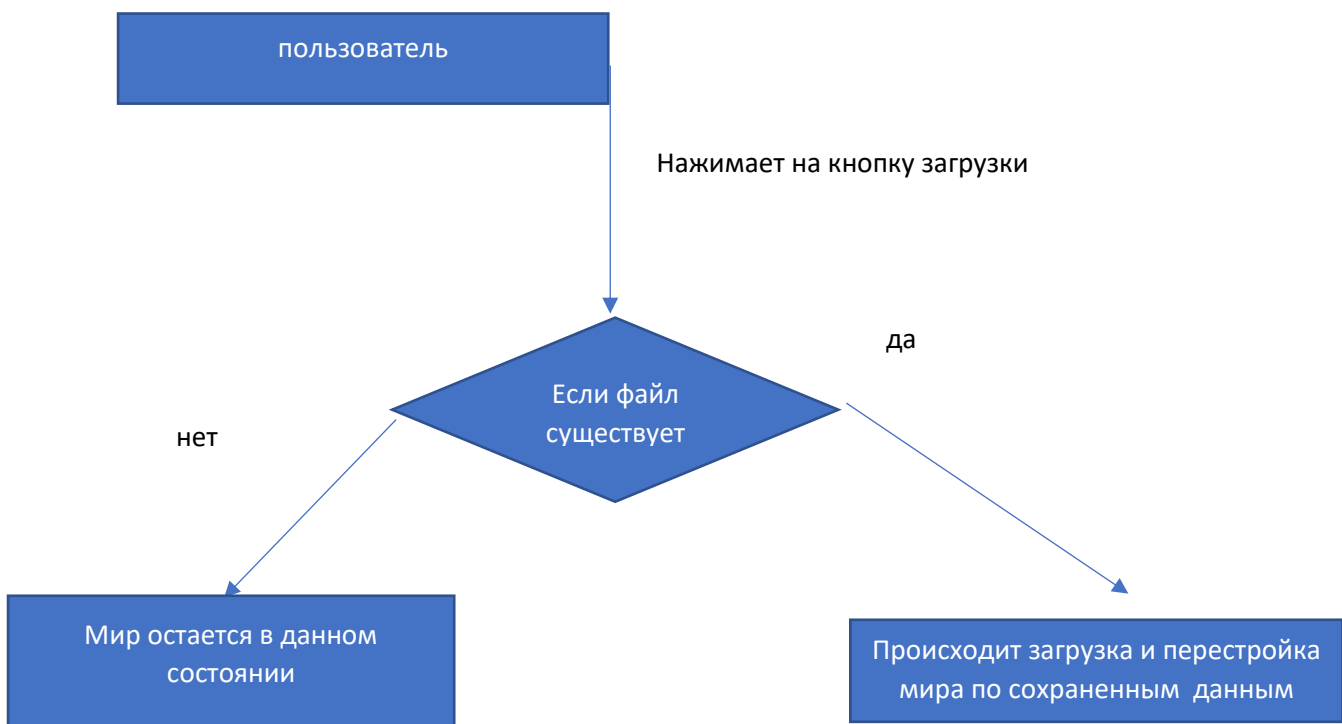 пользователь
Нажимает на кнопку загрузки
да
Если файл
существует
нет
Мир остается в данном
состоянии
Происходит загрузка и перестройка
мира по сохраненным данным